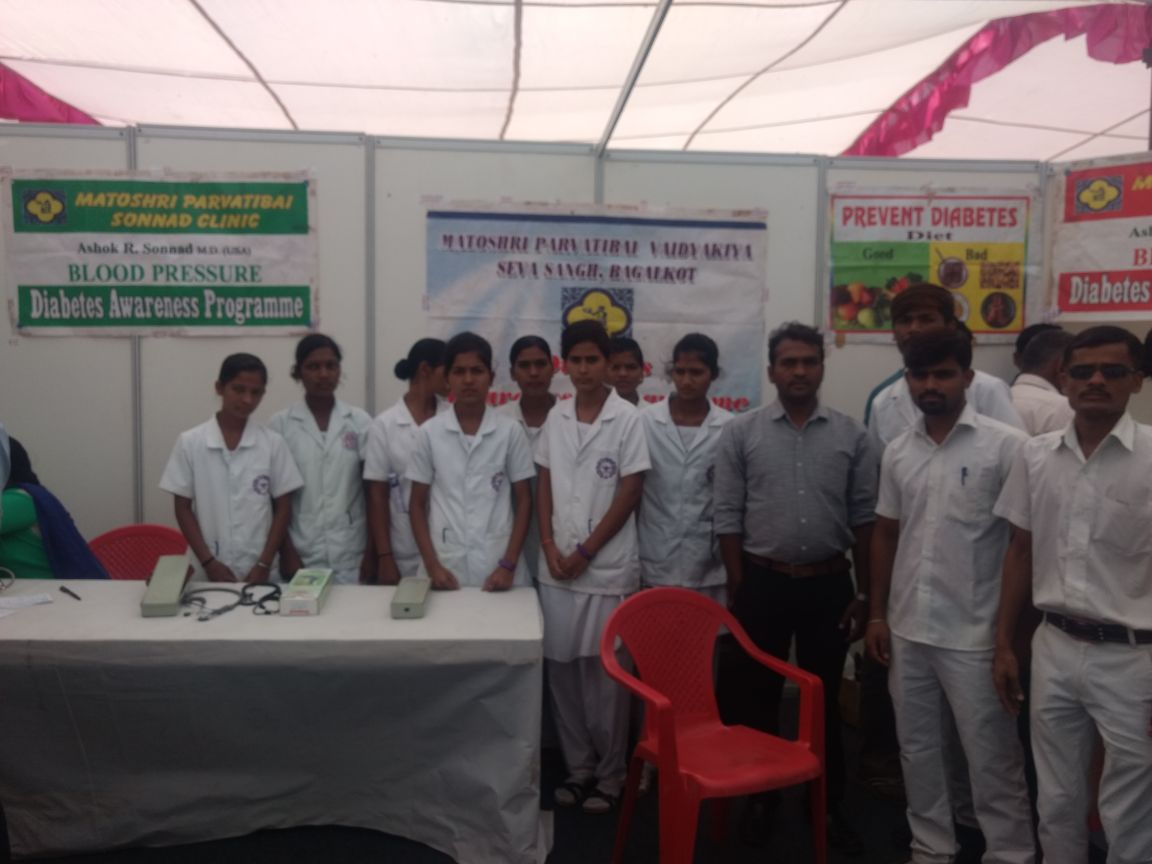 MATOSHRI PARVATIBAI
SONNAD CLINIC
Ashok R. Sonnad M.D. (USA)
BLOOD PRESSURE
Diabetes Awareness Programme
MATOSHRI PARVATIBAI VAIDYAKIYA
SEVA SANGH, BAGALKOT
PREVENT DIABETES
Diet
Good
Bad
Diabetes